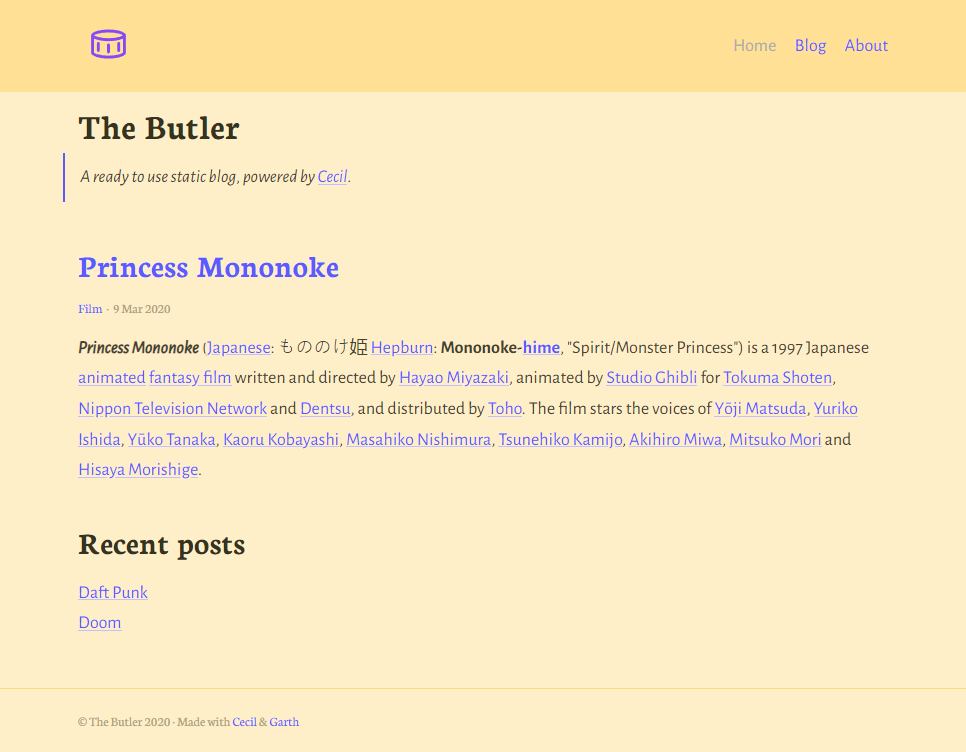 Home Blog About
The Butler
A ready to use static blog, powered by Cecil.
Princess Mononoke
Film · 9 Mar 2020
Princess Mononoke (Japanese: もののけ姫 Hepburn: Mononoke-hime, "Spirit/Monster Princess") is a 1997 Japanese
animated fantasy film written and directed by Hayao Miyazaki, animated by Studio Ghibli for Tokuma Shoten,
Nippon Television Network and Dentsu, and distributed by Toho. The film stars the voices of Yōji Matsuda, Yuriko
Ishida, Yūko Tanaka, Kaoru Kobayashi, Masahiko Nishimura, Tsunehiko Kamijo, Akihiro Miwa, Mitsuko Mori and
Hisaya Morishige.
Recent posts
Daft Punk
Doom
© The Butler 2020 · Made with Cecil & Garth